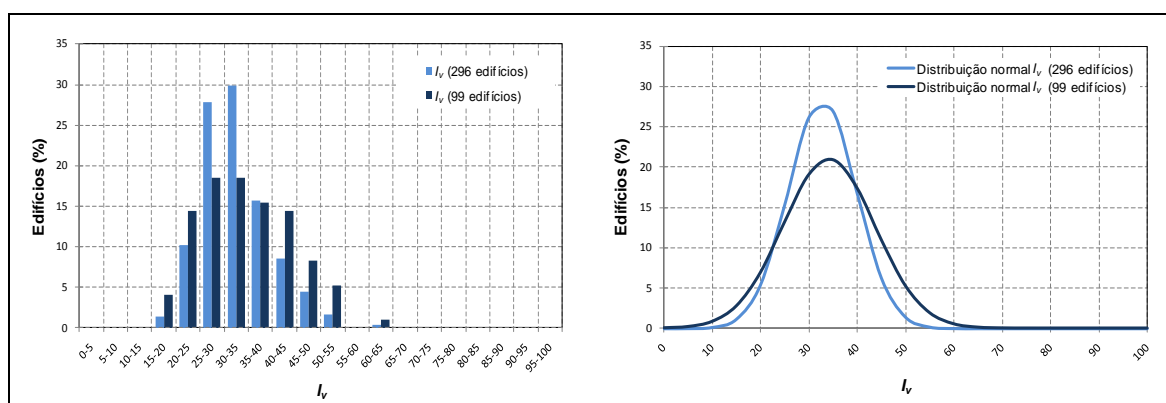 35
30
25
20
15
10
5
0
Edifícios (%)
Iv (296 edifícios)
Iv (99 edifícios)
0-5 5-10 10-15 15-20 20-25 25-30 30-35 35-40 40-45 45-50 50-55 55-60 60-65 65-70 70-75 75-80 80-85 85-90 90-95 95-100
Iv
35
30
25
20
15
10
5
0
Edifícios (%)
Distribuição normal Iv (296 edifícios)
Distribuição normal Iv (99 edifícios)
0 10 20 30 40 50 60 70 80 90 100
Iv